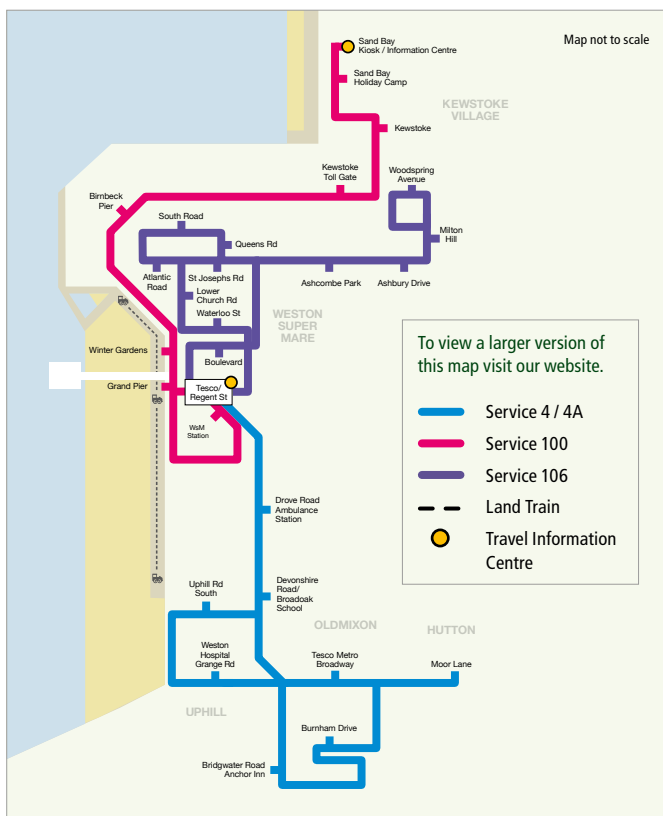 Sand Bay
Kiosk / Information Centre
Map not to scale
Sand Bay
Holiday Camp
KEWSTOKE
VILLAGE
Kewstoke
Kewstoke
Toll Gate
Woodspring
Avenue
Birnbeck
Pier
South Road
Queens Rd
Milton
Hill
Atlantic
Road
St Josephs Rd
Lower
Church Rd
Ashcombe Park
Ashbury Drive
Waterloo St
WESTON
SUPER
MARE
Winter Gardens
Boulevard
Grand Pier
Tesco/
Regent St
WsM
Station
To view a larger version of
this map visit our website.
Service 4 / 4A
Service 100
Service 106
Land Train
Travel Information
Centre
Drove Road
Ambulance
Station
Uphill Rd
South
Devonshire
Road/
Broadoak
School
OLDMIXON
HUTTON
Weston
Hospital
Grange Rd
Tesco Metro
Broadway
Moor Lane
UPHILL
Burnham Drive
Bridgwater Road
Anchor Inn